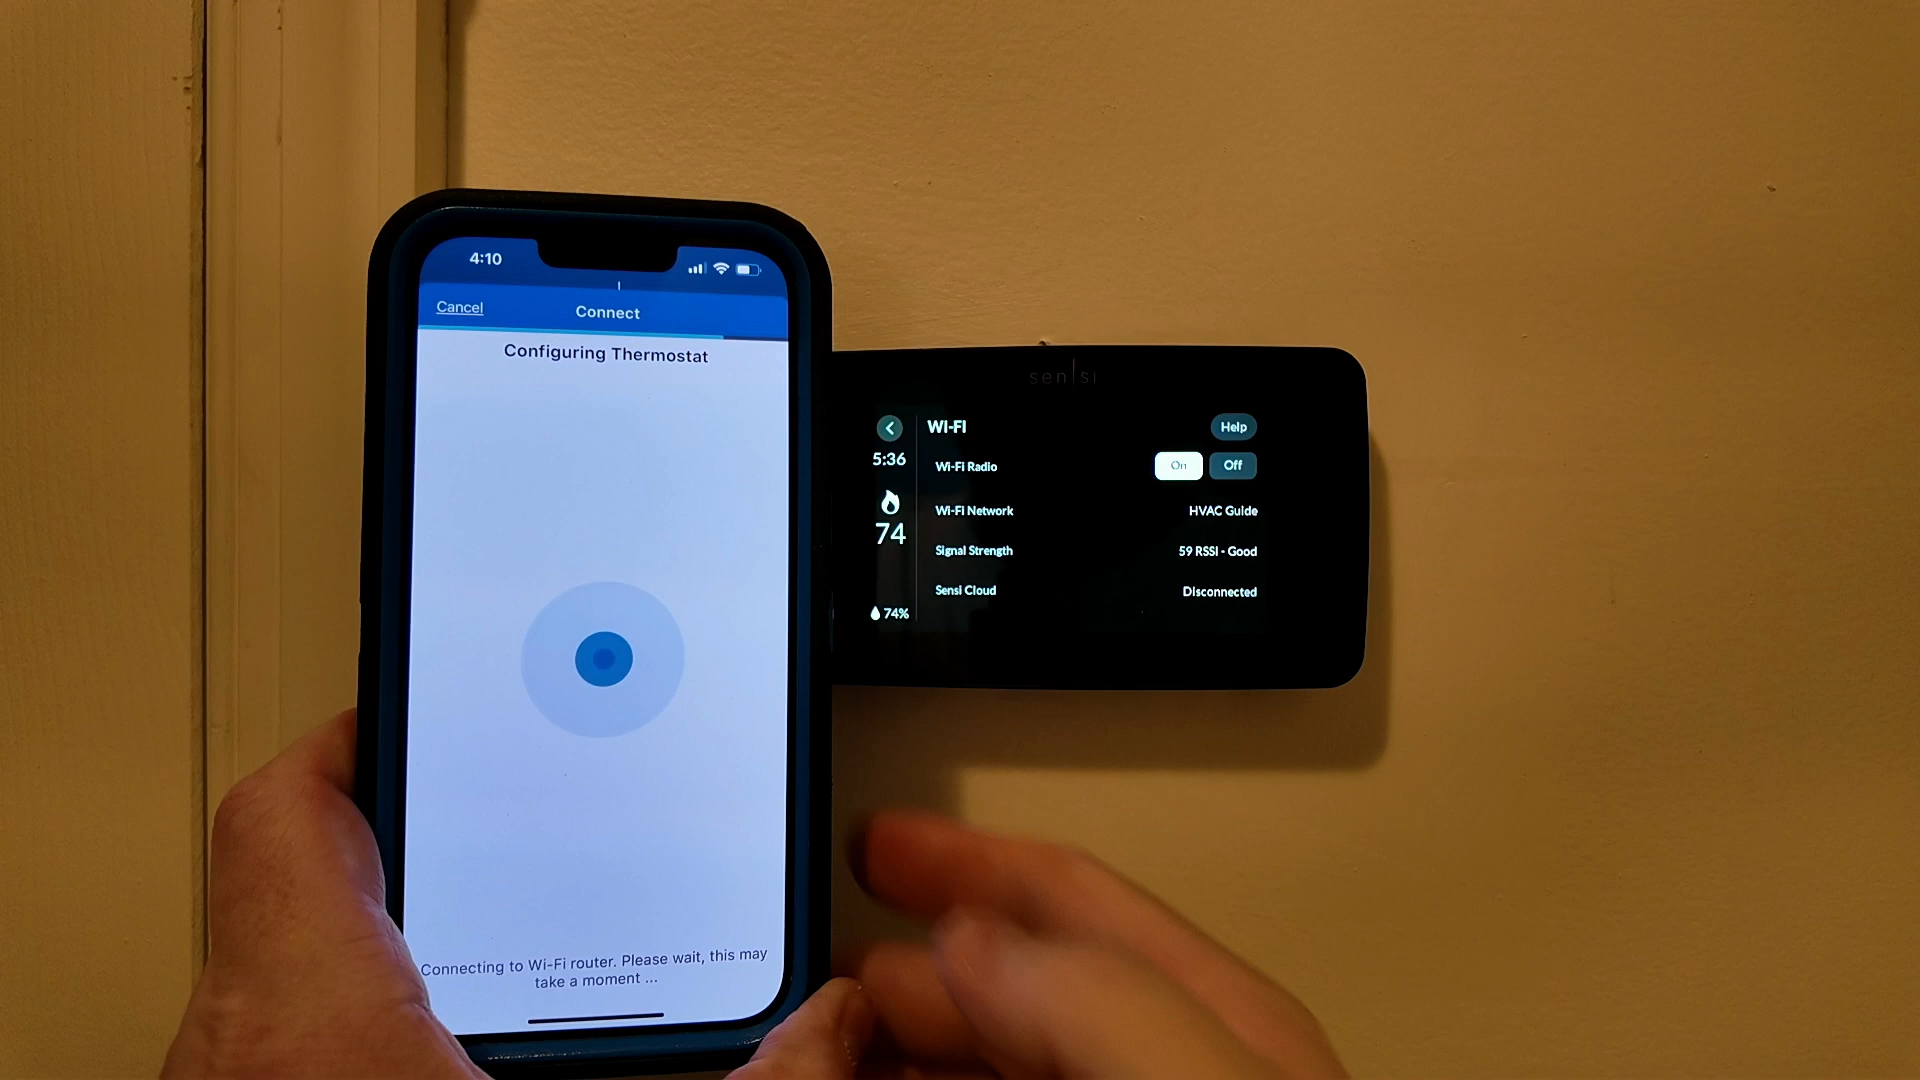 4:10
Cancel
Connect
Configuring Thermostat
Connecting to Wi-Fi router. Please wait, this may
take a moment ...
sensi
WI-FI
Help
5:36
Wi-Fi Radio
On
Off
74
Wi-Fi Network
HVAC Guide
Signal Strength
59 RSSI - Good
Sensi Cloud
Disconnected
74%